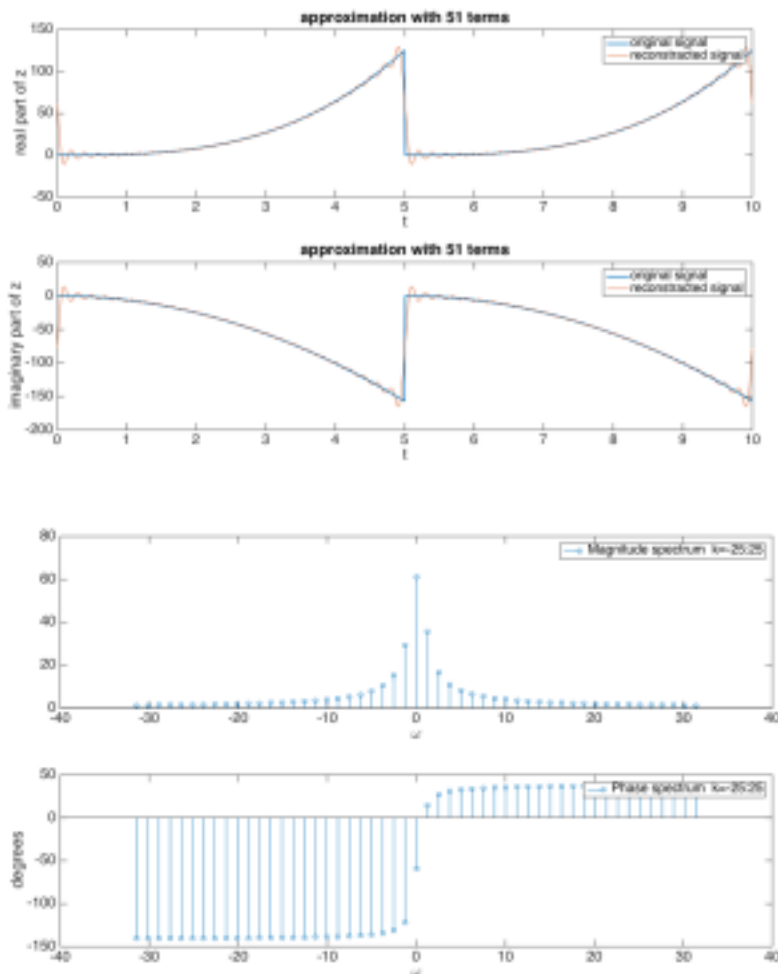 approximation with 51 terms
150
100
50
0
-50
real part of z
original signal
reconstracted signal
0 1 2 3 4 5 6 7 8 9 10
t
approximation with 51 terms
50
0
-50
-100
-150
-200
imaginary part of z
original signal
reconstracted signal
0 1 2 3 4 5 6 7 8 9 10
t
80
60
40
20
0
Magnitude spectrum k=-25:25
-40 -30 -20 -10 0 10 20 30 40
ω
50
0
-50
-100
-150
degrees
Phase spectrum k=-25:25
-40 -30 -20 -10 0 10 20 30 40
ω